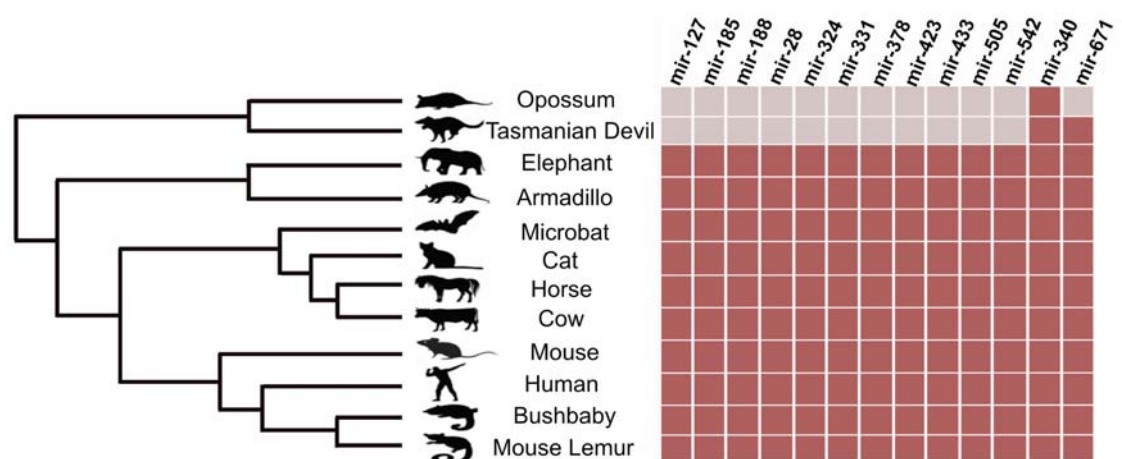 mir-127
mir-185
mir-188
mir-28
mir-324
mir-331
mir-378
mir-423
mir-433
mir-505
mir-542
mir-340
mir-671
Opossum
Tasmanian Devil
Elephant
Armadillo
Microbat
Cat
Horse
Cow
Mouse
Human
Bushbaby
Mouse Lemur